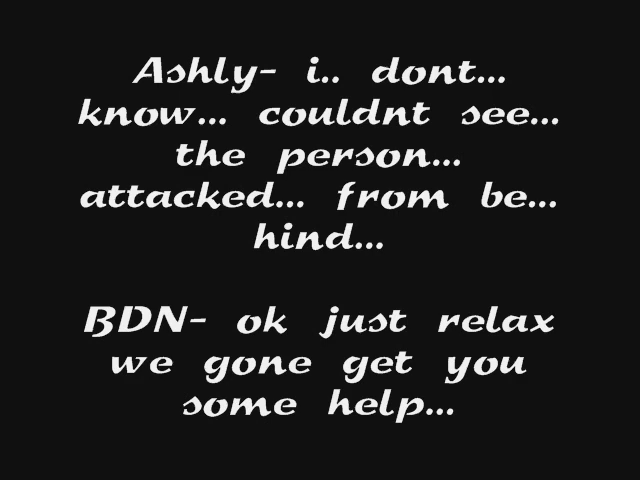 Ashly- i.. dont...
know... couldnt see...
the person...
attacked... from be...
hind...
BDN- ok just relax
we gone get you
some help...